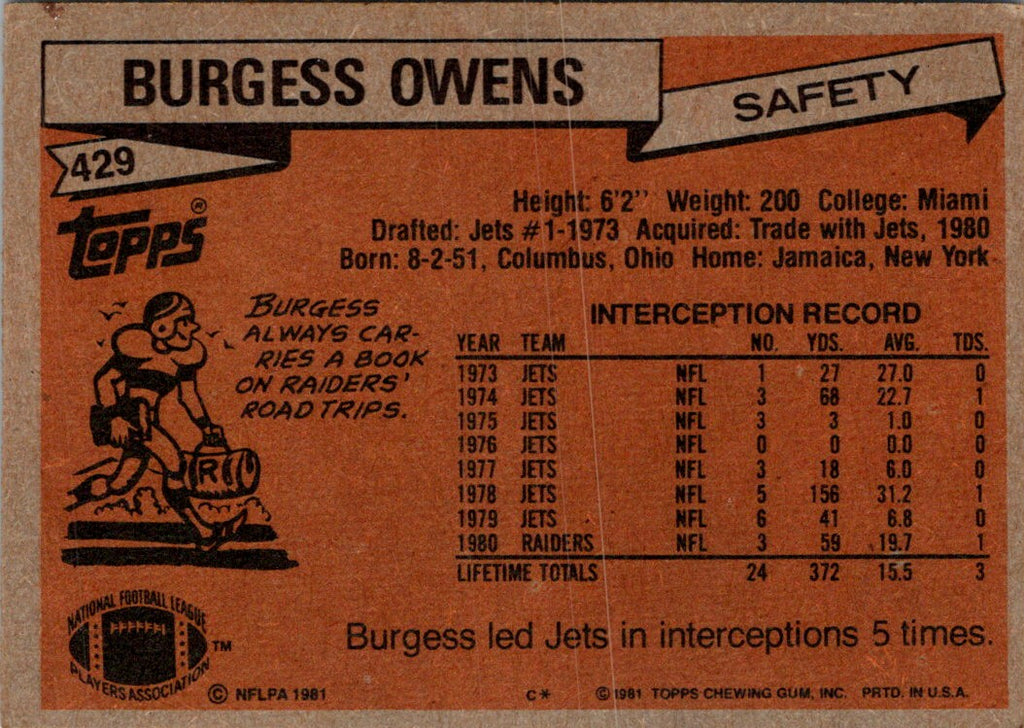 BURGESS OWENS
SAFETY
429
TOPPS®
Height: 6'2" Weight: 200 College: Miami
Drafted: Jets #1-1973 Acquired: Trade with Jets, 1980
Born: 8-2-51, Columbus, Ohio Home: Jamaica, New York
BURGESS
ALWAYS CAR-
RIES A BOOK
ON RAIDERS'
ROAD TRIPS.
R
INTERCEPTION RECORD
YEAR TEAM NO. YDS. AVG. TDS.
1973 JETS NFL 1 27 27.0 0
1974 JETS NFL 3 68 22.7 1
1975 JETS NFL 3 3 1.0 0
1976 JETS NFL 0 0 0.0 0
1977 JETS NFL 3 18 6.0 0
1978 JETS NFL 5 156 31.2 1
1979 JETS NFL 6 41 6.8 0
1980 RAIDERS NFL 3 59 19.7 1
LIFETIME TOTALS 24 372 15.5 3
NATIONAL FOOTBALL LEAGUE
PLAYERS ASSOCIATION
TM
Burgess led Jets in interceptions 5 times.
© NFLPA 1981 C* © 1981 TOPPS CHEWING GUM, INC. PRTD. IN U.S.A.